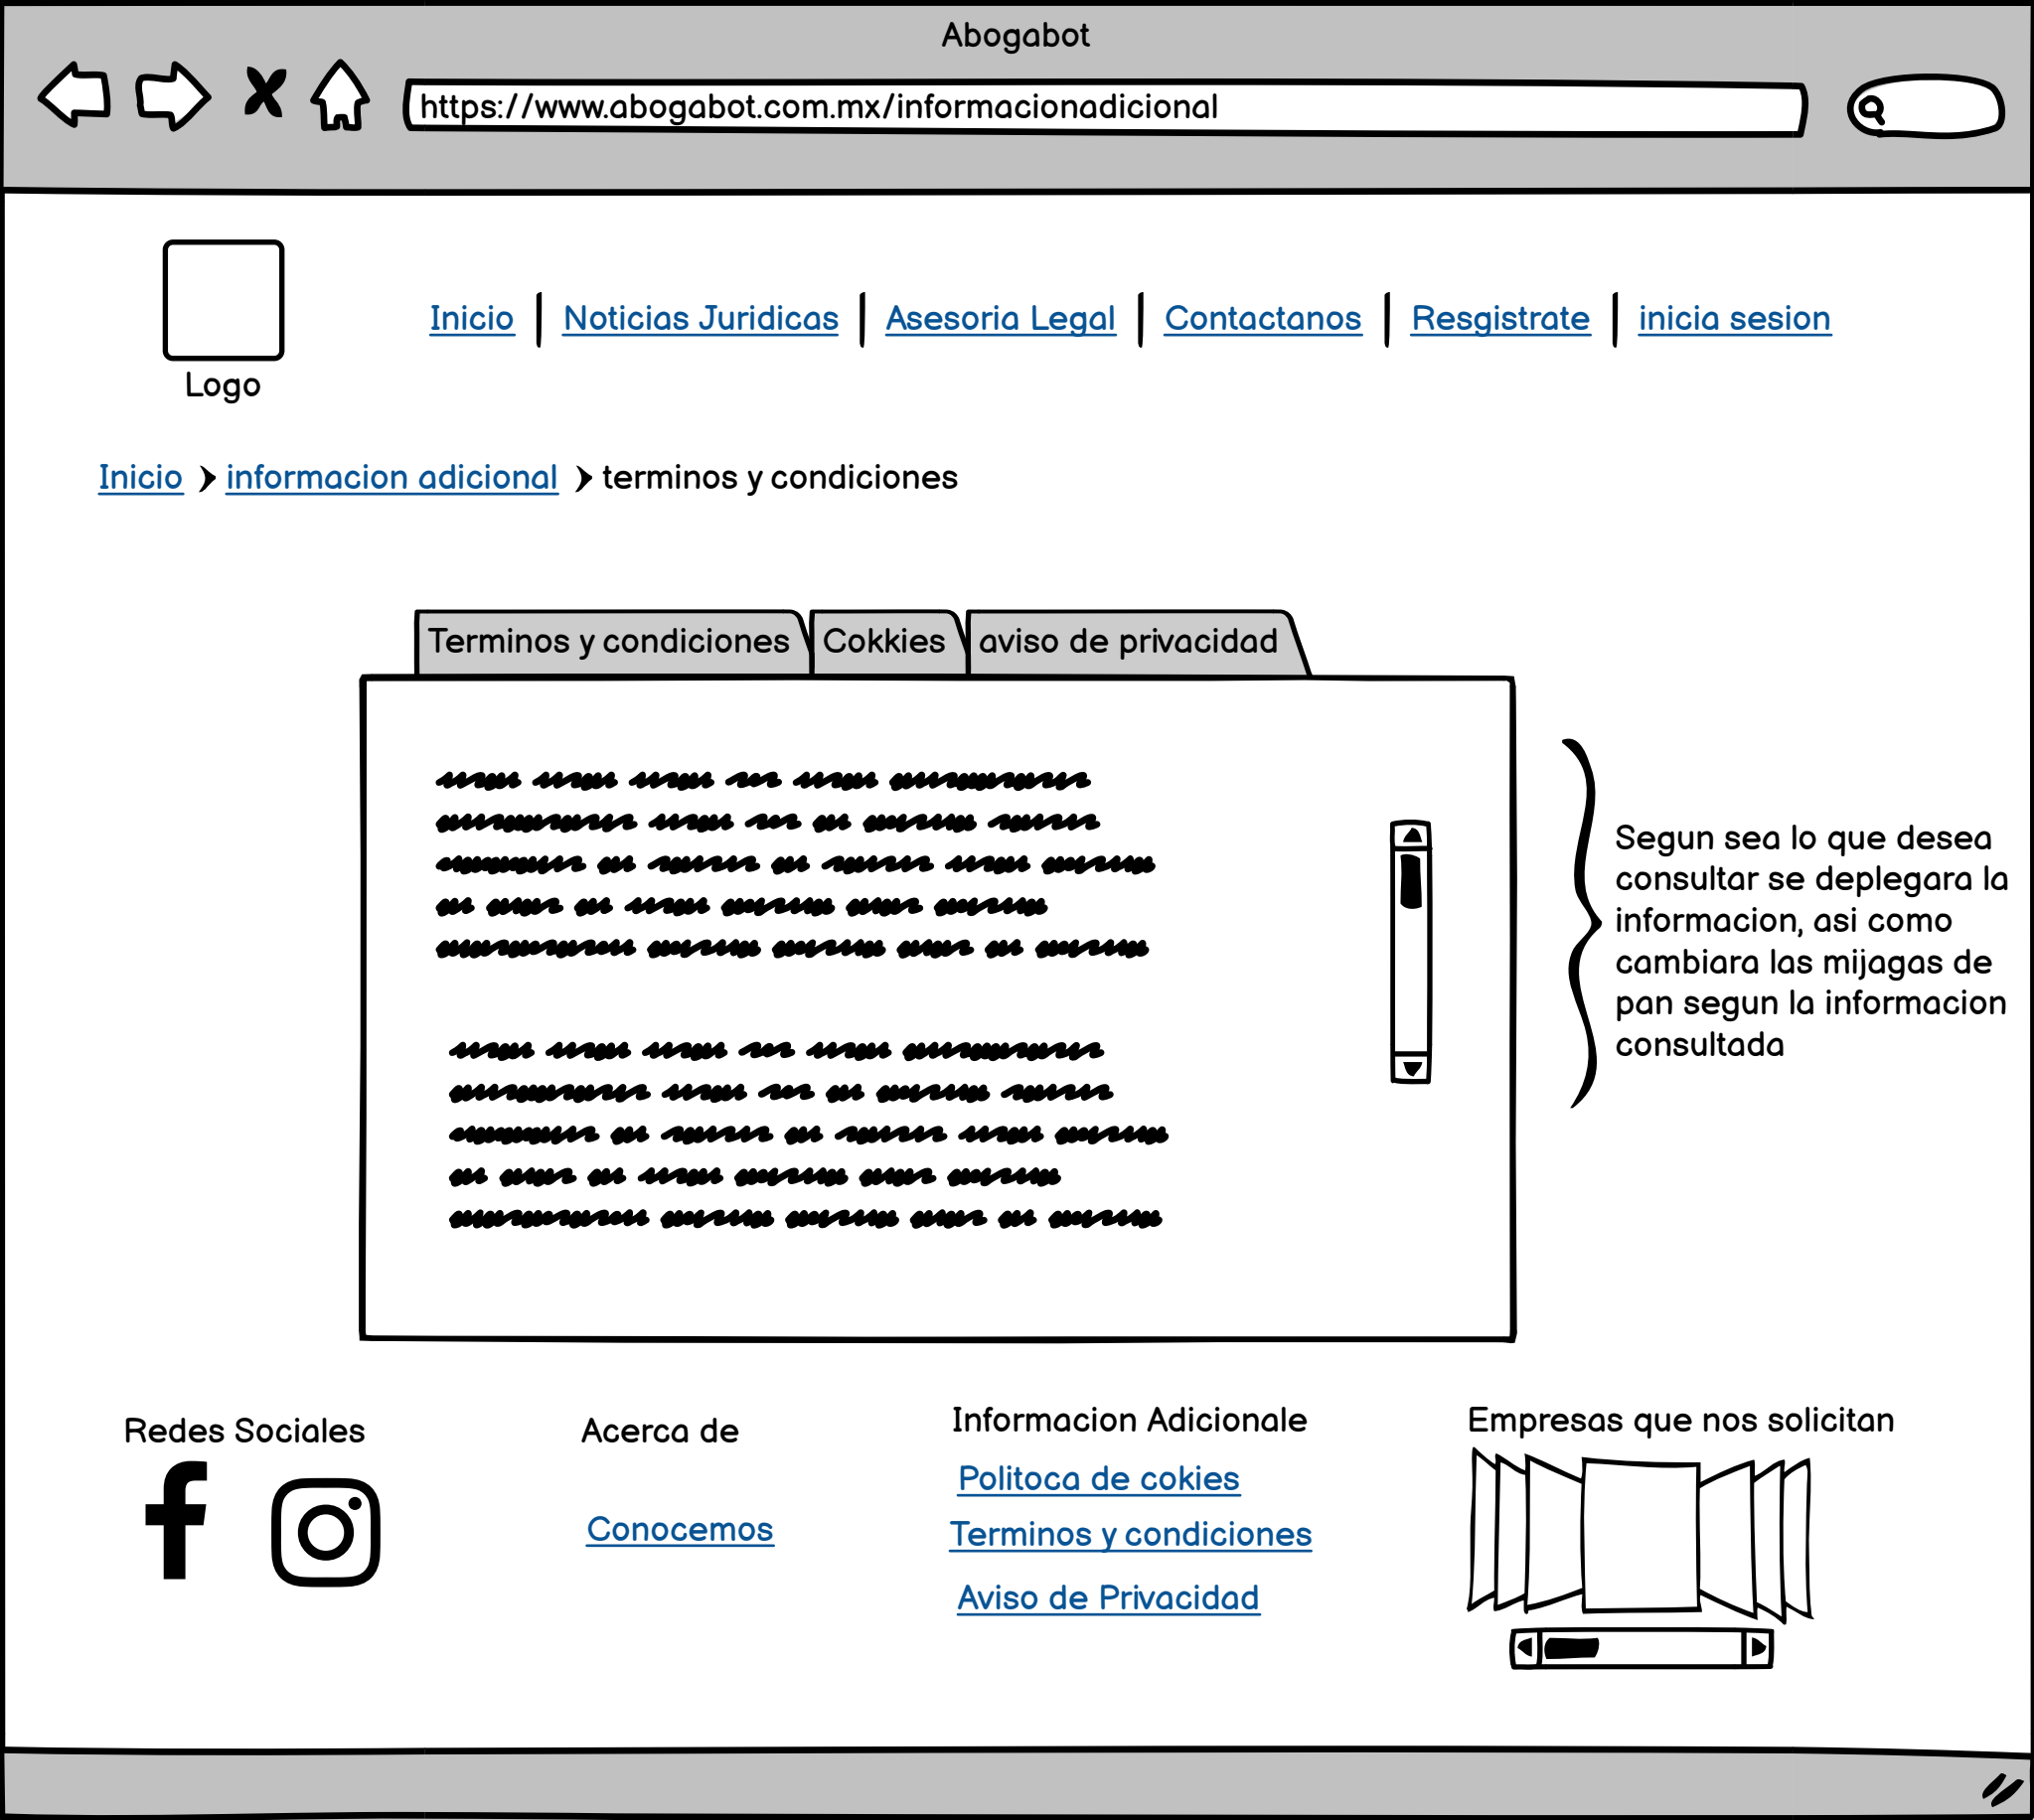 Abogabot
https://www.abogabot.com.mx/informacionadicional
Logo
Inicio | Noticias Juridicas | Asesoria Legal | Contactanos | Resgistrate | inicia sesion
Inicio > informacion adicional > terminos y condiciones
Terminos y condiciones Cokkies aviso de privacidad
Segun sea lo que desea
consultar se deplegara la
informacion, asi como
cambiara las mijagas de
pan segun la informacion
consultada
Redes Sociales
Acerca de
Conocemos
Informacion Adicionale
Politoca de cokies
Terminos y condiciones
Aviso de Privacidad
Empresas que nos solicitan